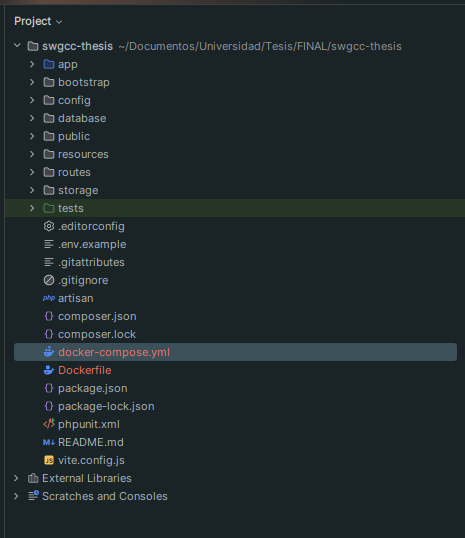 Project
swgcc-thesis ~/Documentos/Universidad/Tesis/FINAL/swgcc-thesis
app
bootstrap
config
database
public
resources
routes
storage
tests
.editorconfig
.env.example
.gitattributes
.gitignore
php artisan
composer.json
composer.lock
docker-compose.yml
Dockerfile
package.json
package-lock.json
phpunit.xml
M↓ README.md
JS vite.config.js
External Libraries
Scratches and Consoles